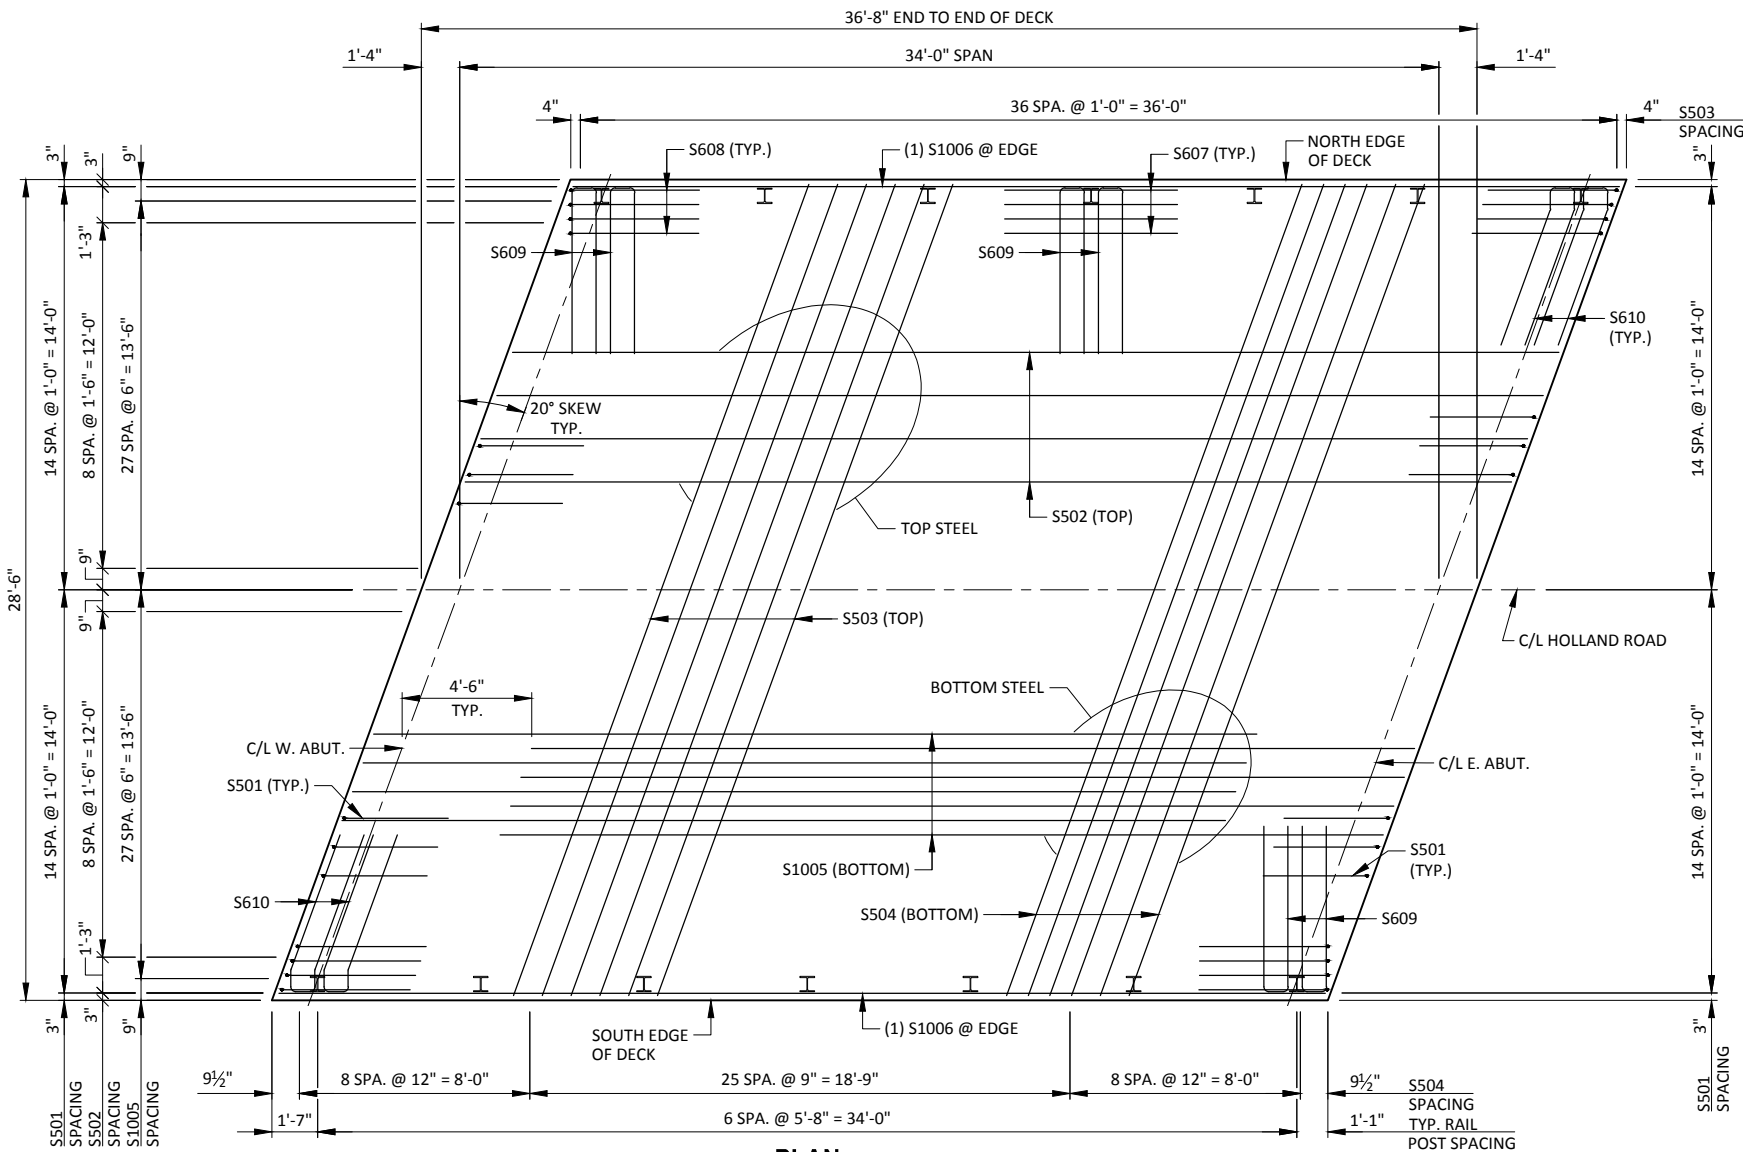 36'-8" END TO END OF DECK
1'-4"
34'-0" SPAN
1'-4"
4"
36 SPA. @ 1'-0" = 36'-0"
4"
S503
SPACING
3"
3"
9"
S608 (TYP.)
(1) S1006 @ EDGE
S607 (TYP.)
NORTH EDGE
OF DECK
3"
1'-3"
S609
S609
S610
(TYP.)
14 SPA. @ 1'-0" = 14'-0"
8 SPA. @ 1'-6" = 12'-0"
27 SPA. @ 6" = 13'-6"
14 SPA. @ 1'-0" = 14'-0"
20° SKEW
TYP.
TOP STEEL
S502 (TOP)
9"
28'-6"
9"
S503 (TOP)
C/L HOLLAND ROAD
4'-6"
TYP.
BOTTOM STEEL
C/L W. ABUT.
C/L E. ABUT.
14 SPA. @ 1'-0" = 14'-0"
8 SPA. @ 1'-6" = 12'-0"
27 SPA. @ 6" = 13'-6"
14 SPA. @ 1'-0" = 14'-0"
S501 (TYP.)
S1005 (BOTTOM)
S501
(TYP.)
S610
S504 (BOTTOM)
S609
1'-3"
3"
3"
9"
SOUTH EDGE
OF DECK
(1) S1006 @ EDGE
3"
9½"
8 SPA. @ 12" = 8'-0"
25 SPA. @ 9" = 18'-9"
8 SPA. @ 12" = 8'-0"
9½"
S504
SPACING
1'-7"
6 SPA. @ 5'-8" = 34'-0"
1'-1"
TYP. RAIL
POST SPACING
S501
SPACING
S502
SPACING
S1005
SPACING
S501
SPACING
PLAN